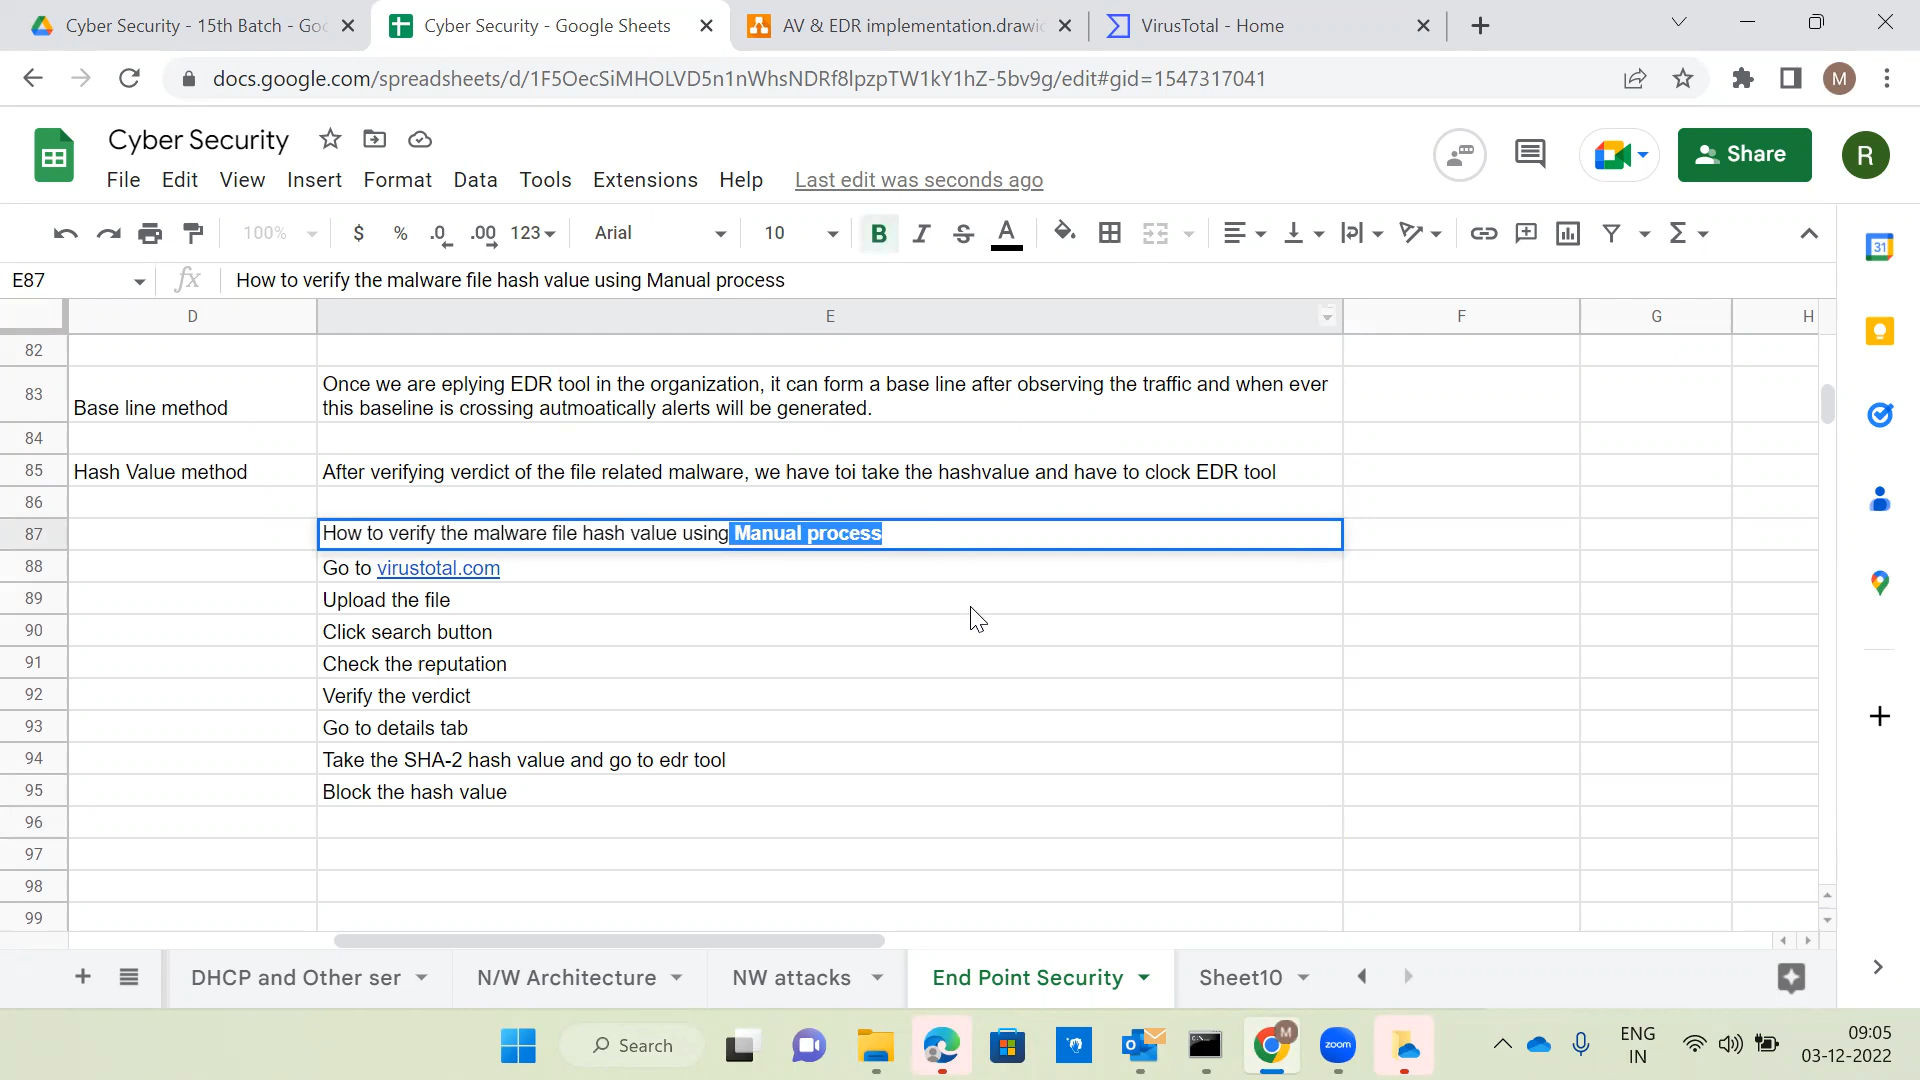 Cyber Security - 15th Batch - Goo
Cyber Security - Google Sheets
AV & EDR implementation.drawio
VirusTotal - Home
docs.google.com/spreadsheets/d/1F5OecSiMHOLVD5n1nWhsNDRf8lpzpTW1kY1hZ-5bv9g/edit#gid=1547317041
M
Cyber Security
Share
R
File Edit View Insert Format Data Tools Extensions Help Last edit was seconds ago
100% $ % .0 .00 123 Arial 10 B I S A
31
E87 fx How to verify the malware file hash value using Manual process
D E F G H
82
83 Base line method Once we are eplying EDR tool in the organization, it can form a base line after observing the traffic and when ever
this baseline is crossing autmoatically alerts will be generated.
84
85 Hash Value method After verifying verdict of the file related malware, we have toi take the hashvalue and have to clock EDR tool
86
87 How to verify the malware file hash value using Manual process
88 Go to virustotal.com
89 Upload the file
90 Click search button
91 Check the reputation
92 Verify the verdict
93 Go to details tab
94 Take the SHA-2 hash value and go to edr tool
95 Block the hash value
96
97
98
99
DHCP and Other ser N/W Architecture NW attacks End Point Security Sheet10
Search
zoom
ENG
IN
09:05
03-12-2022